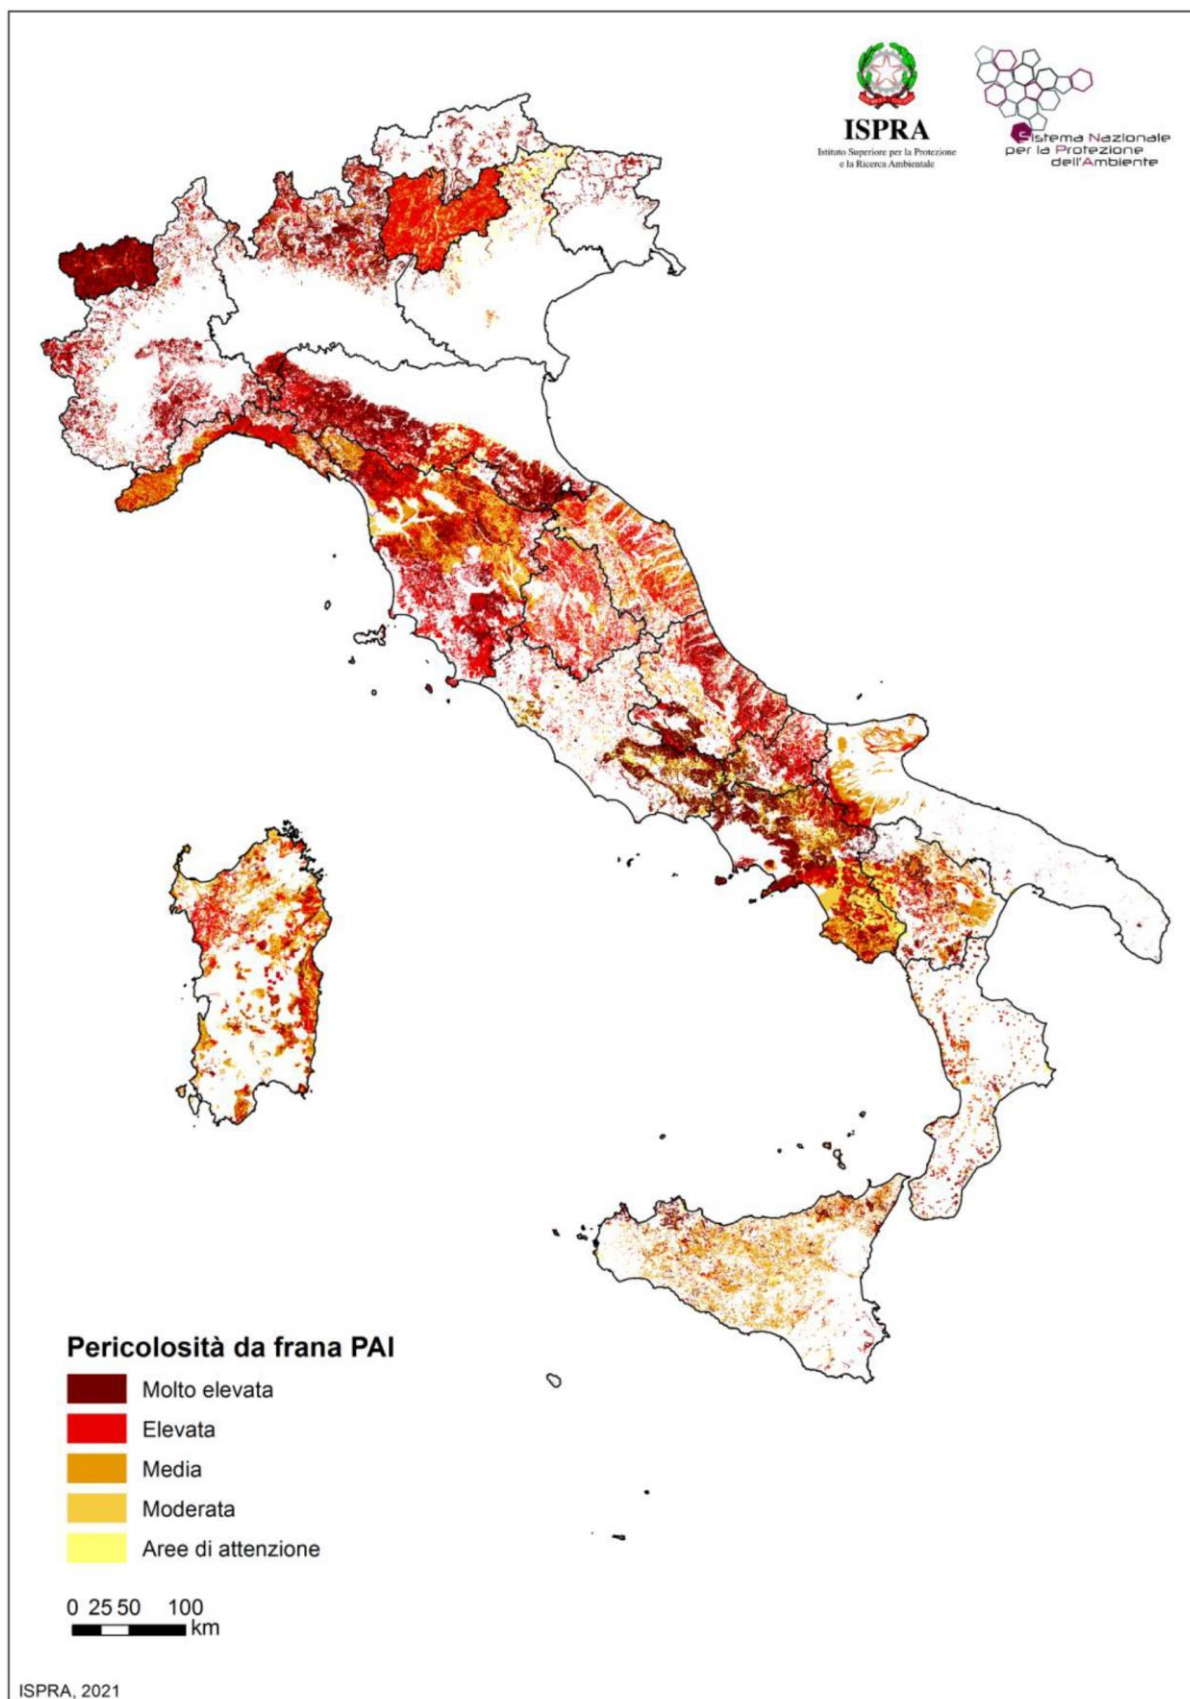 ISPRA
Istituto Superiore per la Protezione
e la Ricerca Ambientale
Sistema Nazionale
per la Protezione
dell'Ambiente
Pericolosità da frana PAI
Molto elevata
Elevata
Media
Moderata
Aree di attenzione
0 25 50 100
km
ISPRA, 2021